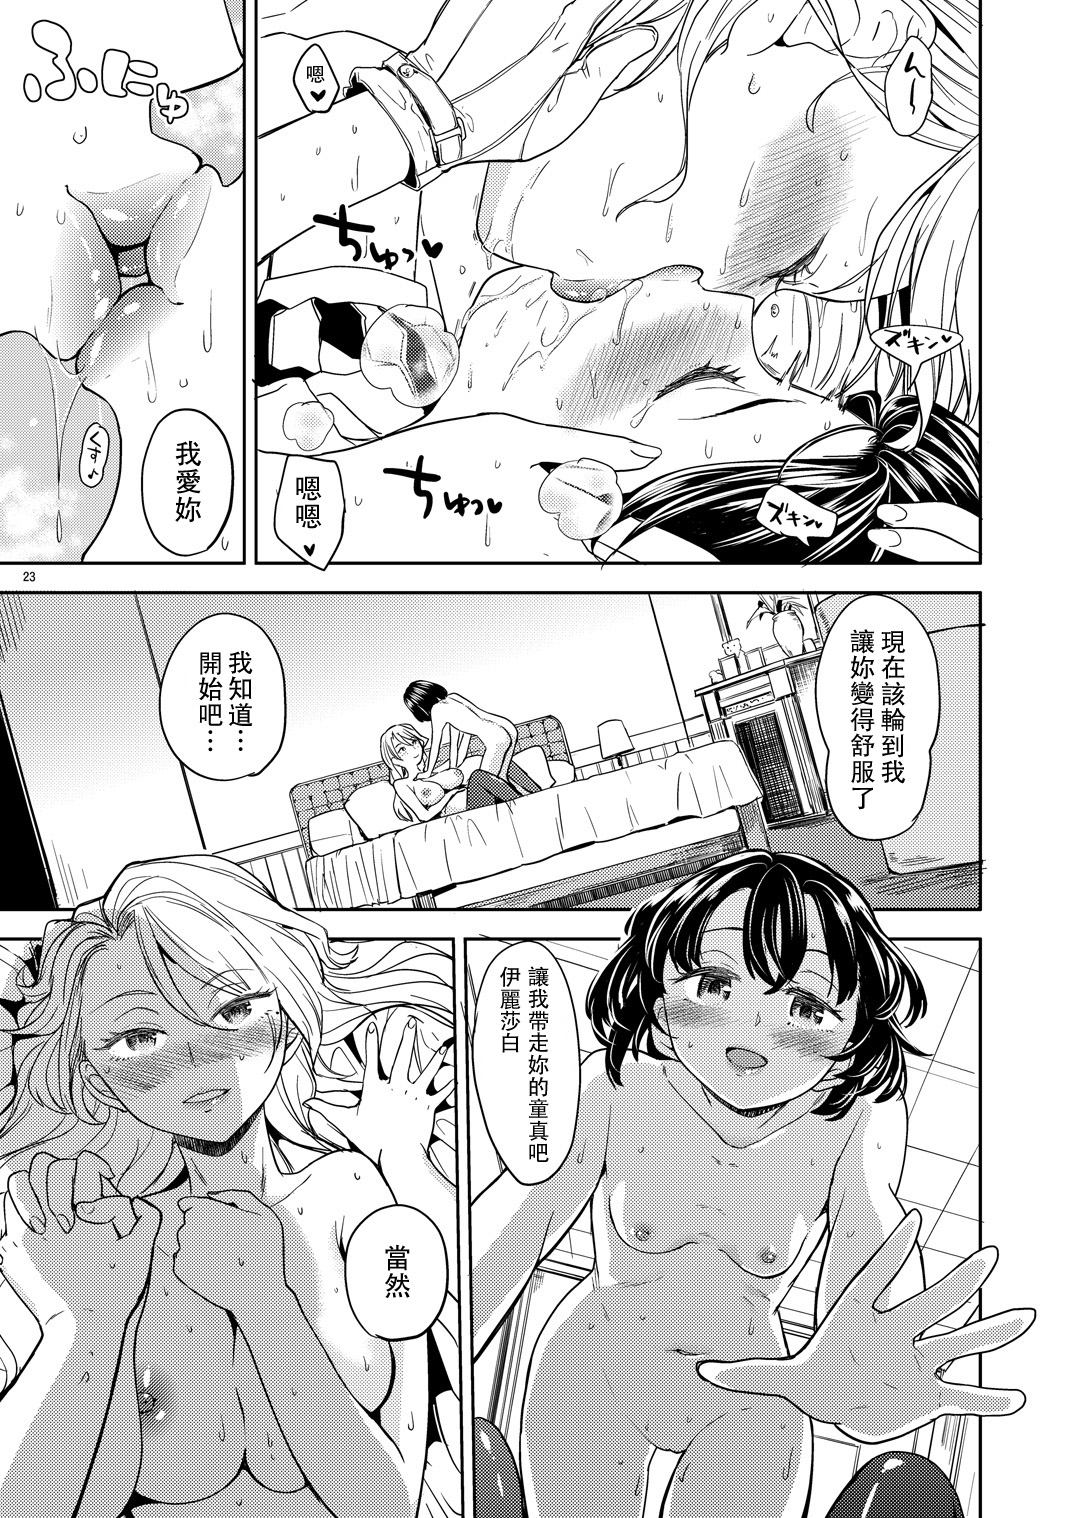 ん〜
嗯♥
ちゅっ♥
ズキン♥
ズキン♥
嗯嗯♥
ちゅっ♥
ふにゅ
我愛妳
くす♪
23
現在該輪到我
讓妳變得舒服了
我知道…
開始吧…
讓我帶走妳的童真吧
伊麗莎白
當然